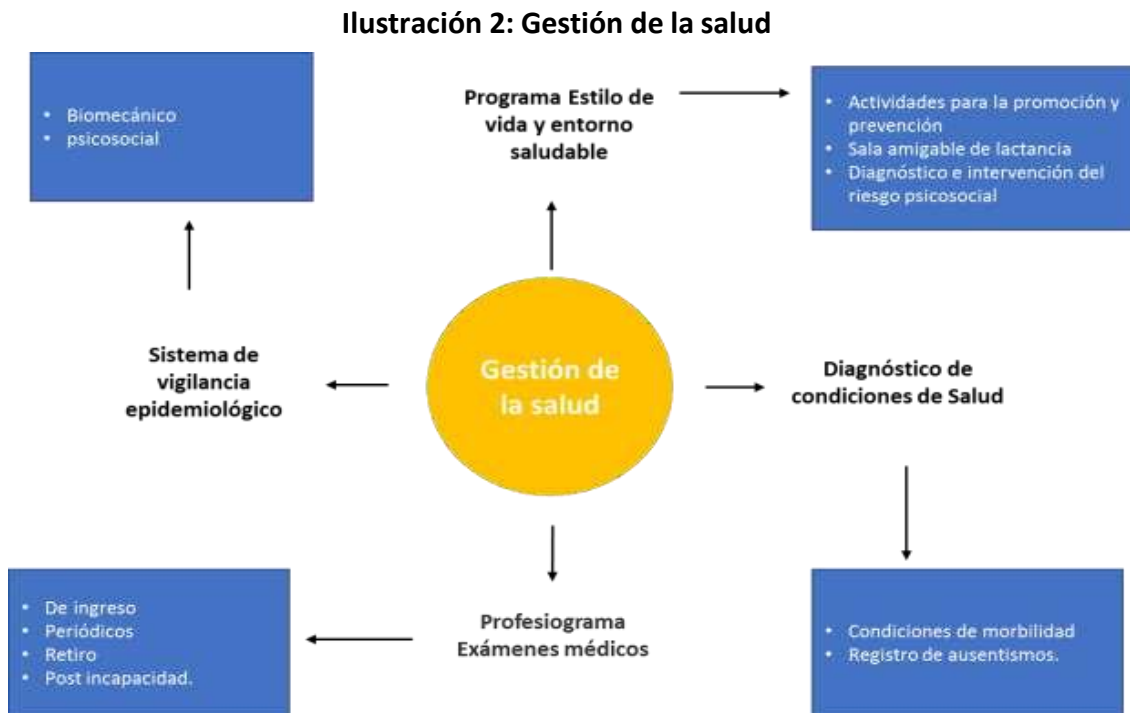 Ilustración 2: Gestión de la salud
• Biomecánico
• psicosocial
Programa Estilo de
vida y entorno
saludable
• Actividades para la promoción y
prevención
• Sala amigable de lactancia
• Diagnóstico e intervención del
riesgo psicosocial
Sistema de
vigilancia
epidemiológico
Gestión de
la salud
Diagnóstico de
condiciones de Salud
• De ingreso
• Periódicos
• Retiro
• Post incapacidad.
Profesiograma
Exámenes médicos
• Condiciones de morbilidad
• Registro de ausentismos.